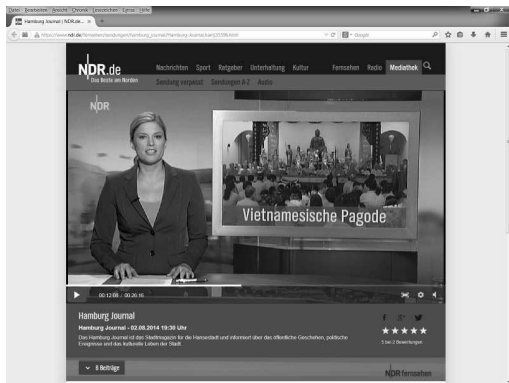 Datei Bearbeiten Ansicht Chronik Lesezeichen Extras Hilfe
Hamburg Journal | NDR.de...
Google
NDR.de
Das Beste am Norden
Nachrichten Sport Ratgeber Unterhaltung Kultur Fernsehen Radio Mediathek
Sendung verpasst Sendungen A-Z Audio
NDR
Vietnamesische Pagode
00:12:08 / 00:26:16
Hamburg Journal
Hamburg Journal - 02.08.2014 19:30 Uhr
Das Hamburg Journal ist das Stadtmagazin für die Hansestadt und informiert über das öffentliche Geschehen, politische
Ereignisse und das kulturelle Leben der Stadt.
8 Beiträge
NDR fernsehen